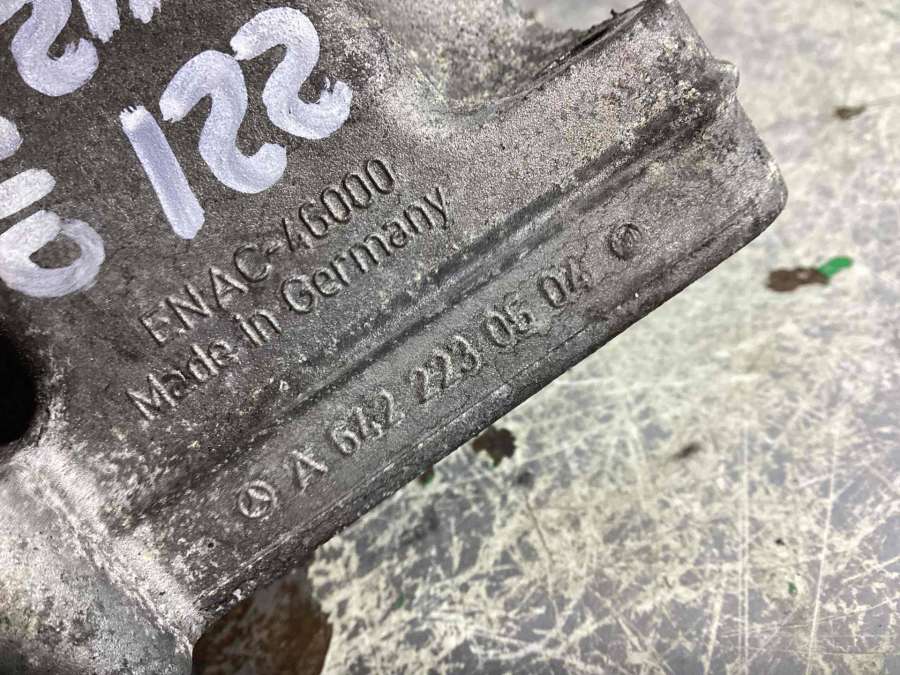 122
ENAC-46000
Made in Germany
A 642 223 05 04